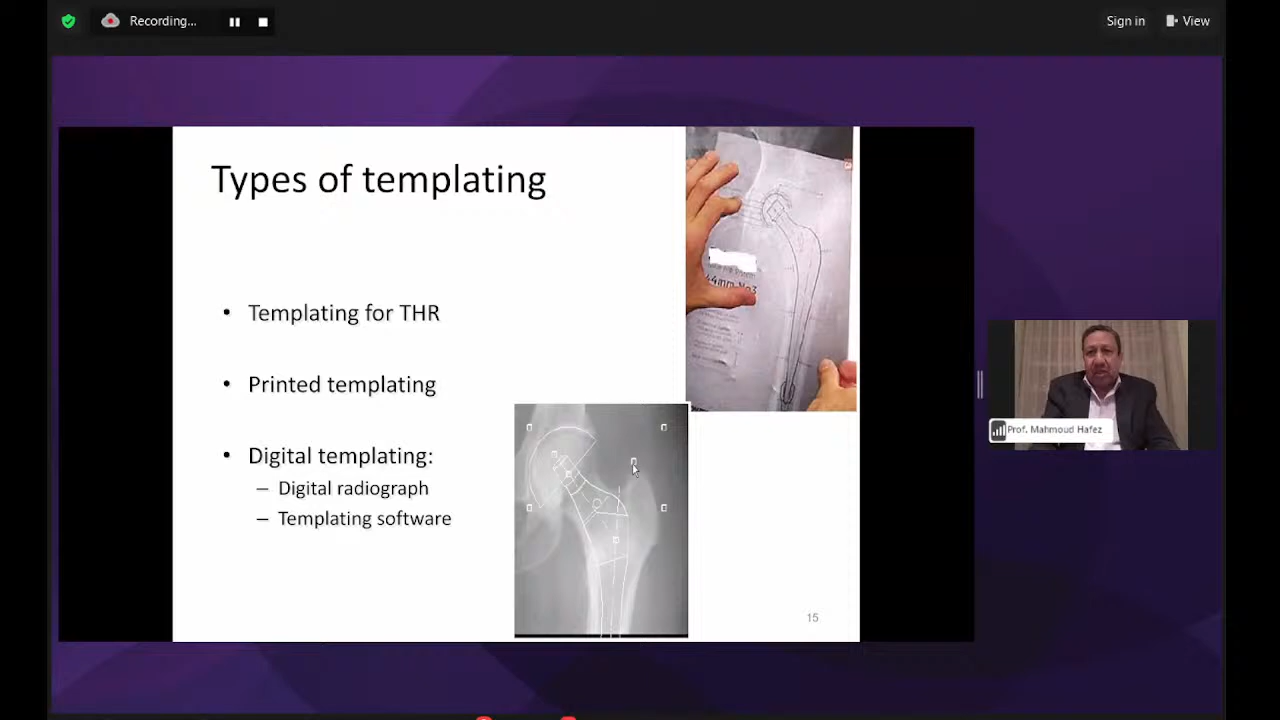 Recording...
Sign in
View
Types of templating
• Templating for THR
• Printed templating
• Digital templating:
– Digital radiograph
– Templating software
15
Prof. Mahmoud Hafez